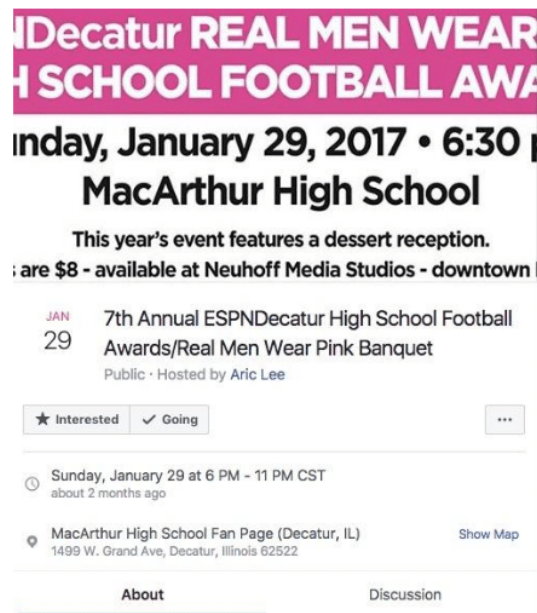 NDecatur REAL MEN WEAR
H SCHOOL FOOTBALL AWA
unday, January 29, 2017 • 6:30 p
MacArthur High School
This year's event features a dessert reception.
s are $8 - available at Neuhoff Media Studios - downtown
JAN
29
7th Annual ESPNDecatur High School Football
Awards/Real Men Wear Pink Banquet
Public · Hosted by Aric Lee
Interested
Going
...
Sunday, January 29 at 6 PM - 11 PM CST
about 2 months ago
MacArthur High School Fan Page (Decatur, IL)
Show Map
1499 W. Grand Ave, Decatur, Illinois 62522
About
Discussion